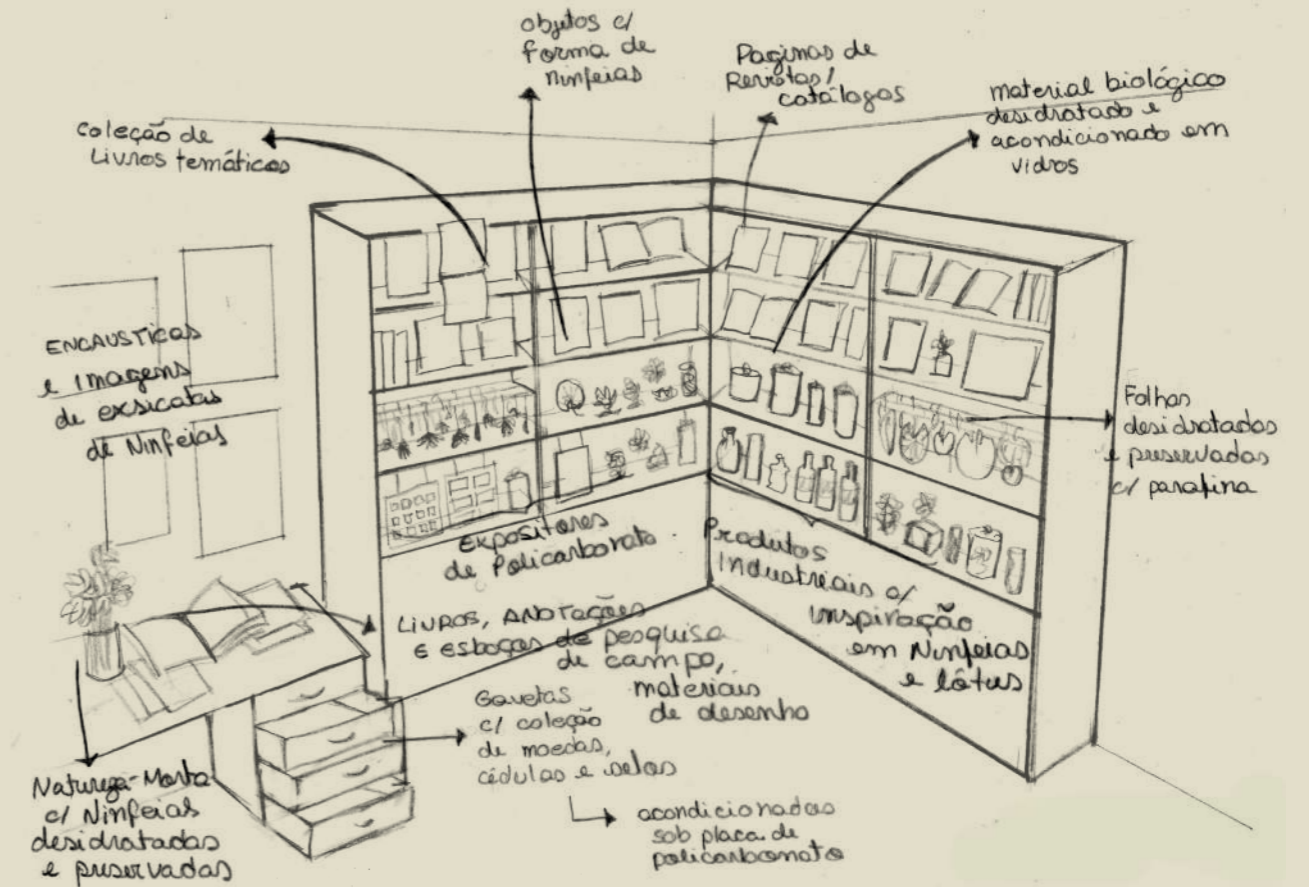 objetos c/
forma de
ninfeias
Paginas de
Revistas/
catálogos
material biológico
desidratado e
acondicionado em
vidros
coleção de
Livros temáticos
ENCAUSTICAS
e imagens
de exsicatas
de Ninfeias
Folhas
desidratadas
e preservadas
c/ parafina
Expositores
de Policarbonato
Produtos
Industriais c/
inspiração
em Ninfeias
e lótus
LIVROS, ANOTAÇÕES
E esboços de pesquisa
de campo,
materiais
de desenho
Gavetas
c/ coleção
de moedas,
cédulas e selos
acondicionadas
sob placa de
policarbonato
Natureza-Morta
c/ Ninfeias
desidratadas
e preservadas